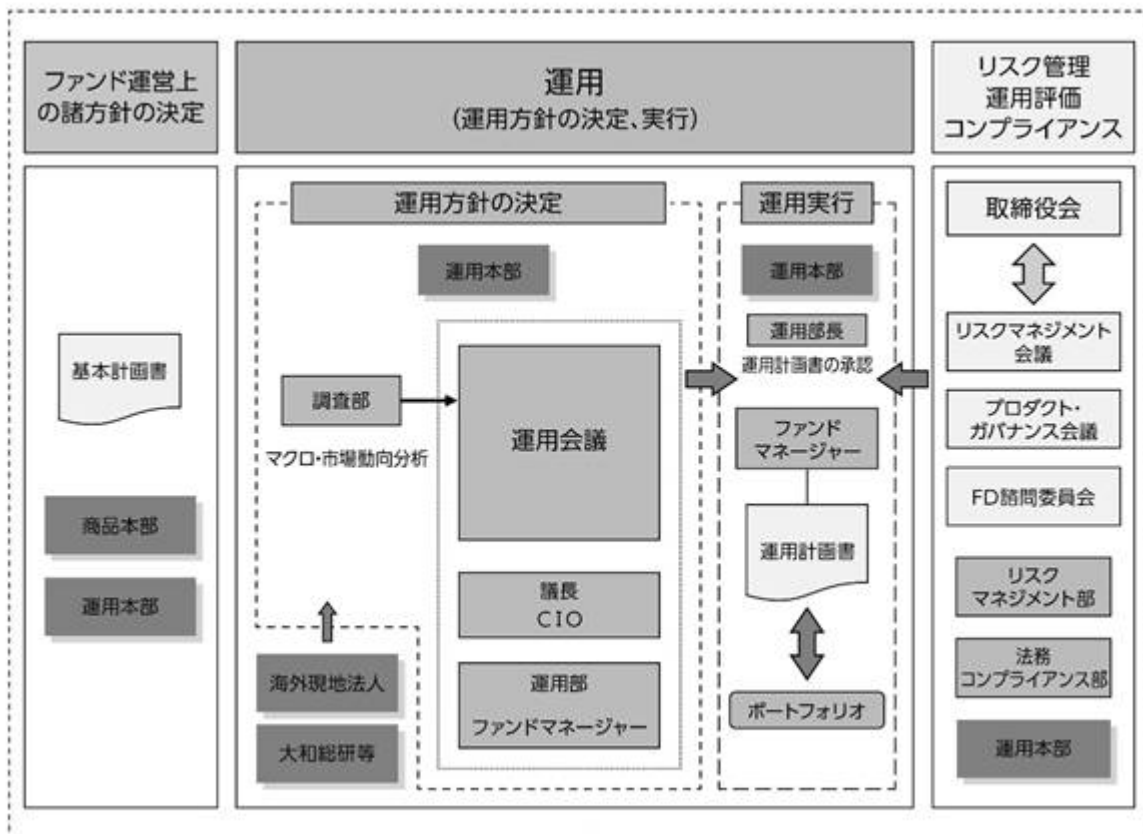 ファンド運営上
の諸方針の決定
運用
(運用方針の決定、実行)
リスク管理
運用評価
コンプライアンス
基本計画書
商品本部
運用本部
運用方針の決定
運用本部
調査部
マクロ・市場動向分析
運用会議
議長
CIO
運用部
ファンドマネージャー
海外現地法人
大和総研等
運用実行
運用本部
運用部長
運用計画書の承認
ファンド
マネージャー
運用計画書
ポートフォリオ
取締役会
リスクマネジメント
会議
プロダクト・
ガバナンス会議
FD諮問委員会
リスク
マネジメント部
法務
コンプライアンス部
運用本部